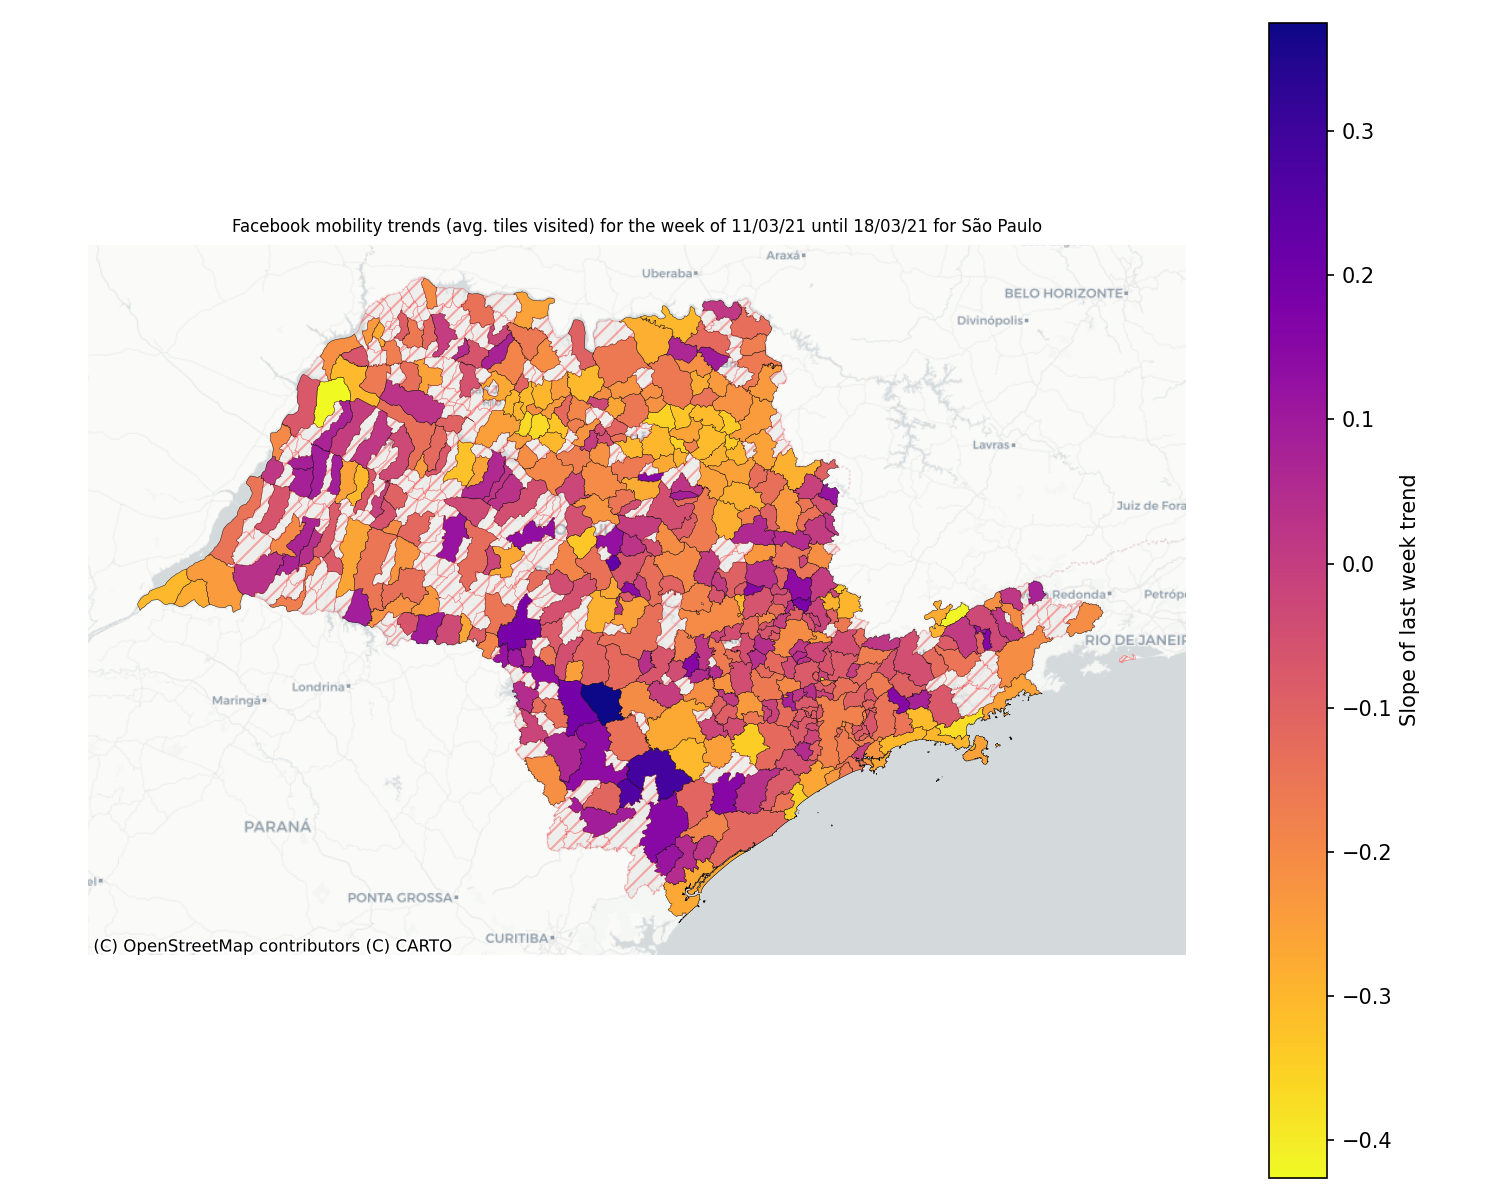 Facebook mobility trends (avg. tiles visited) for the week of 11/03/21 until 18/03/21 for São Paulo
Araxá
Uberaba
BELO HORIZONTE
Divinópolis
Lavras
Juiz de Fora
Redonda
Petróp
RIO DE JANEIR
Londrina
Maringá
PARANÁ
el
PONTA GROSSA
CURITIBA
(C) OpenStreetMap contributors (C) CARTO
0.3
0.2
0.1
0.0
−0.1
−0.2
−0.3
−0.4
Slope of last week trend